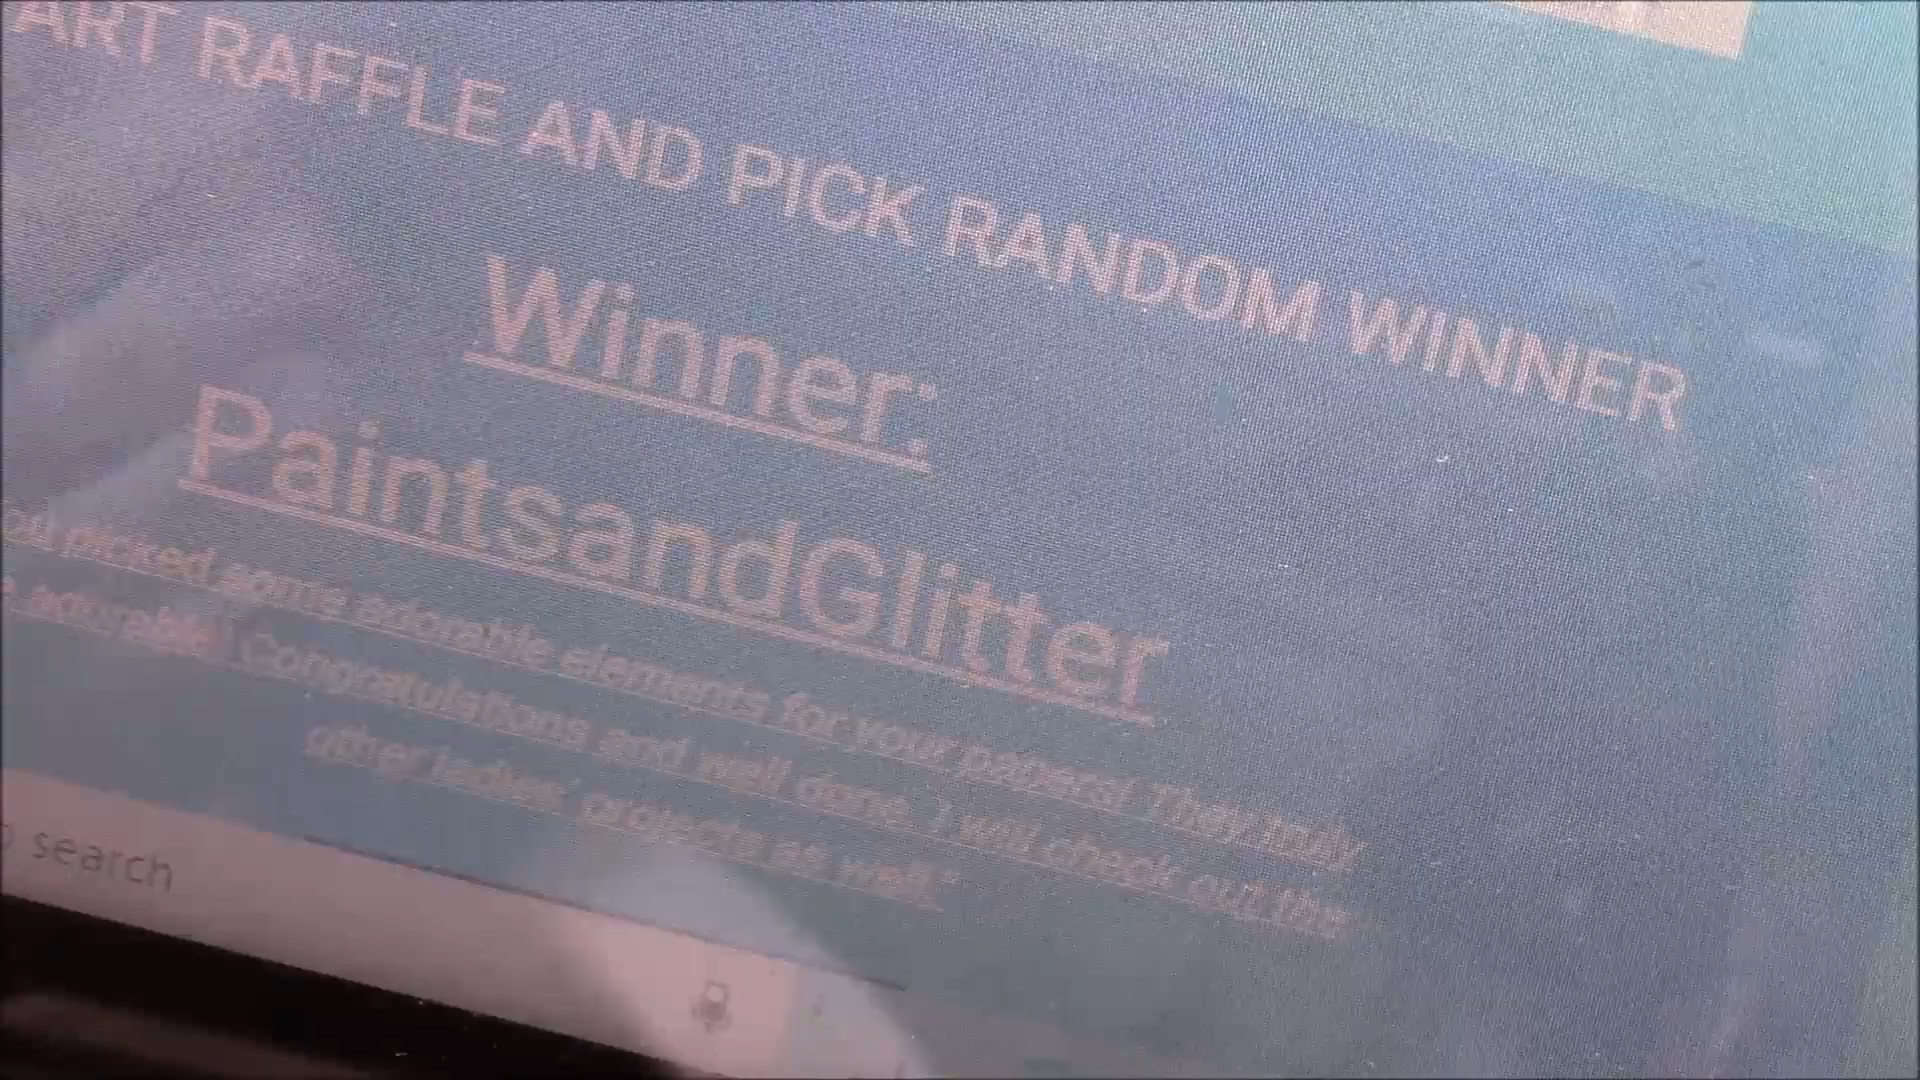 ART RAFFLE AND PICK RANDOM WINNER
Winner:
PaintsandGlitter
picked some adorable elements for your papers! They truly
adorable! Congratulations and well done. I will check out the
other ladies' projects as well."
search